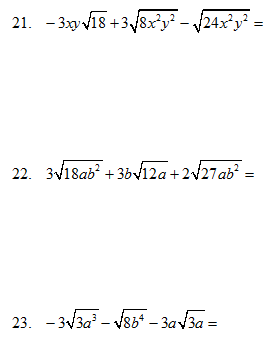 21. -3xy√18 + 3√8x²y² - √24x²y² =
22. 3√18ab² + 3b√12a + 2√27ab² =
23. -3√3a³ - √8b⁴ - 3a√3a =